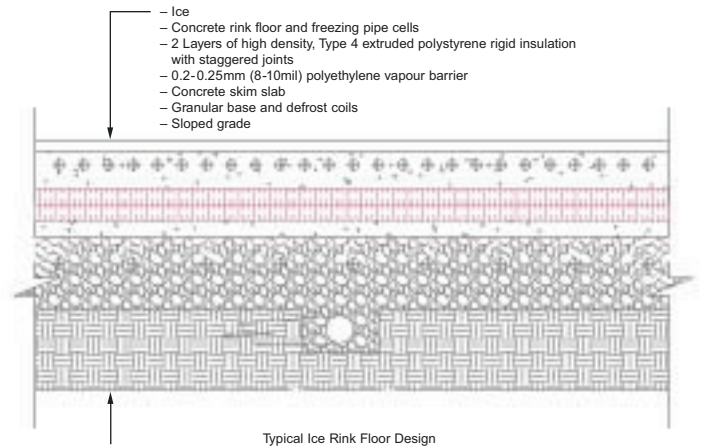 – Ice
– Concrete rink floor and freezing pipe cells
– 2 Layers of high density, Type 4 extruded polystyrene rigid insulation
with staggered joints
– 0.2-0.25mm (8-10mil) polyethylene vapour barrier
– Concrete skim slab
– Granular base and defrost coils
– Sloped grade
Typical Ice Rink Floor Design